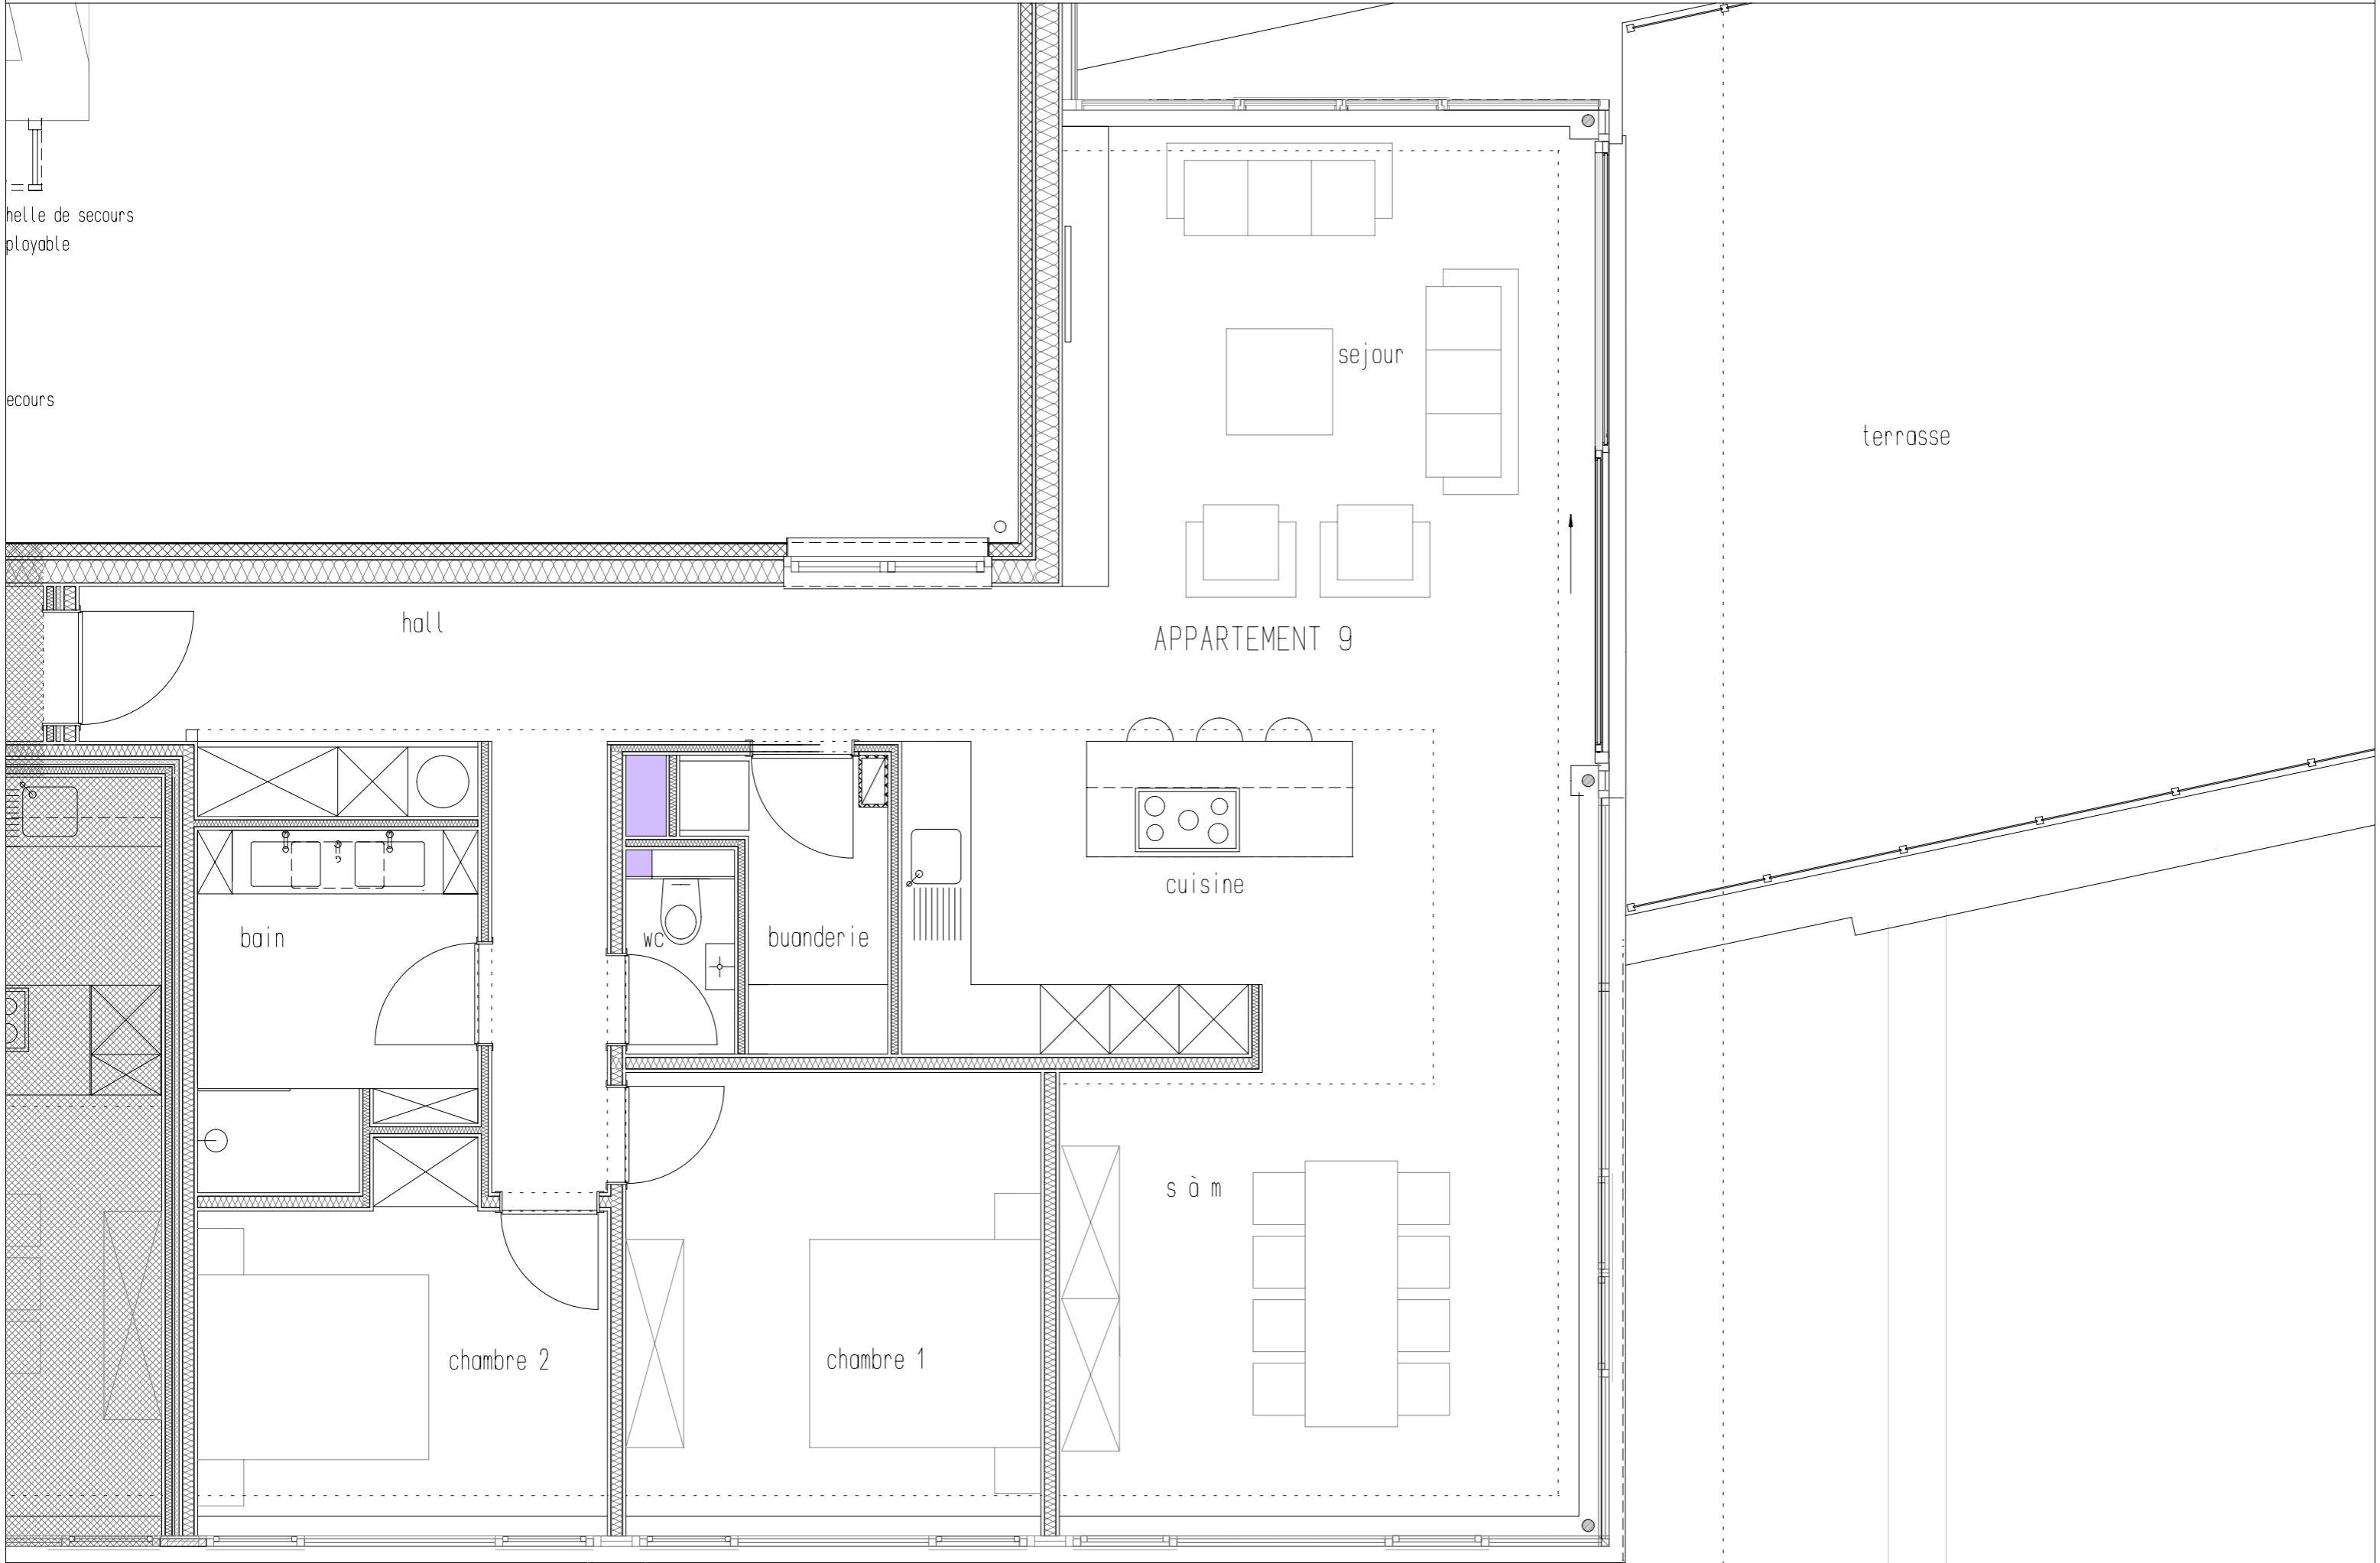 helle de secours
ployable
ecours
sejour
terrasse
hall
APPARTEMENT 9
cuisine
bain
wc
buanderie
s à m
chambre 2
chambre 1